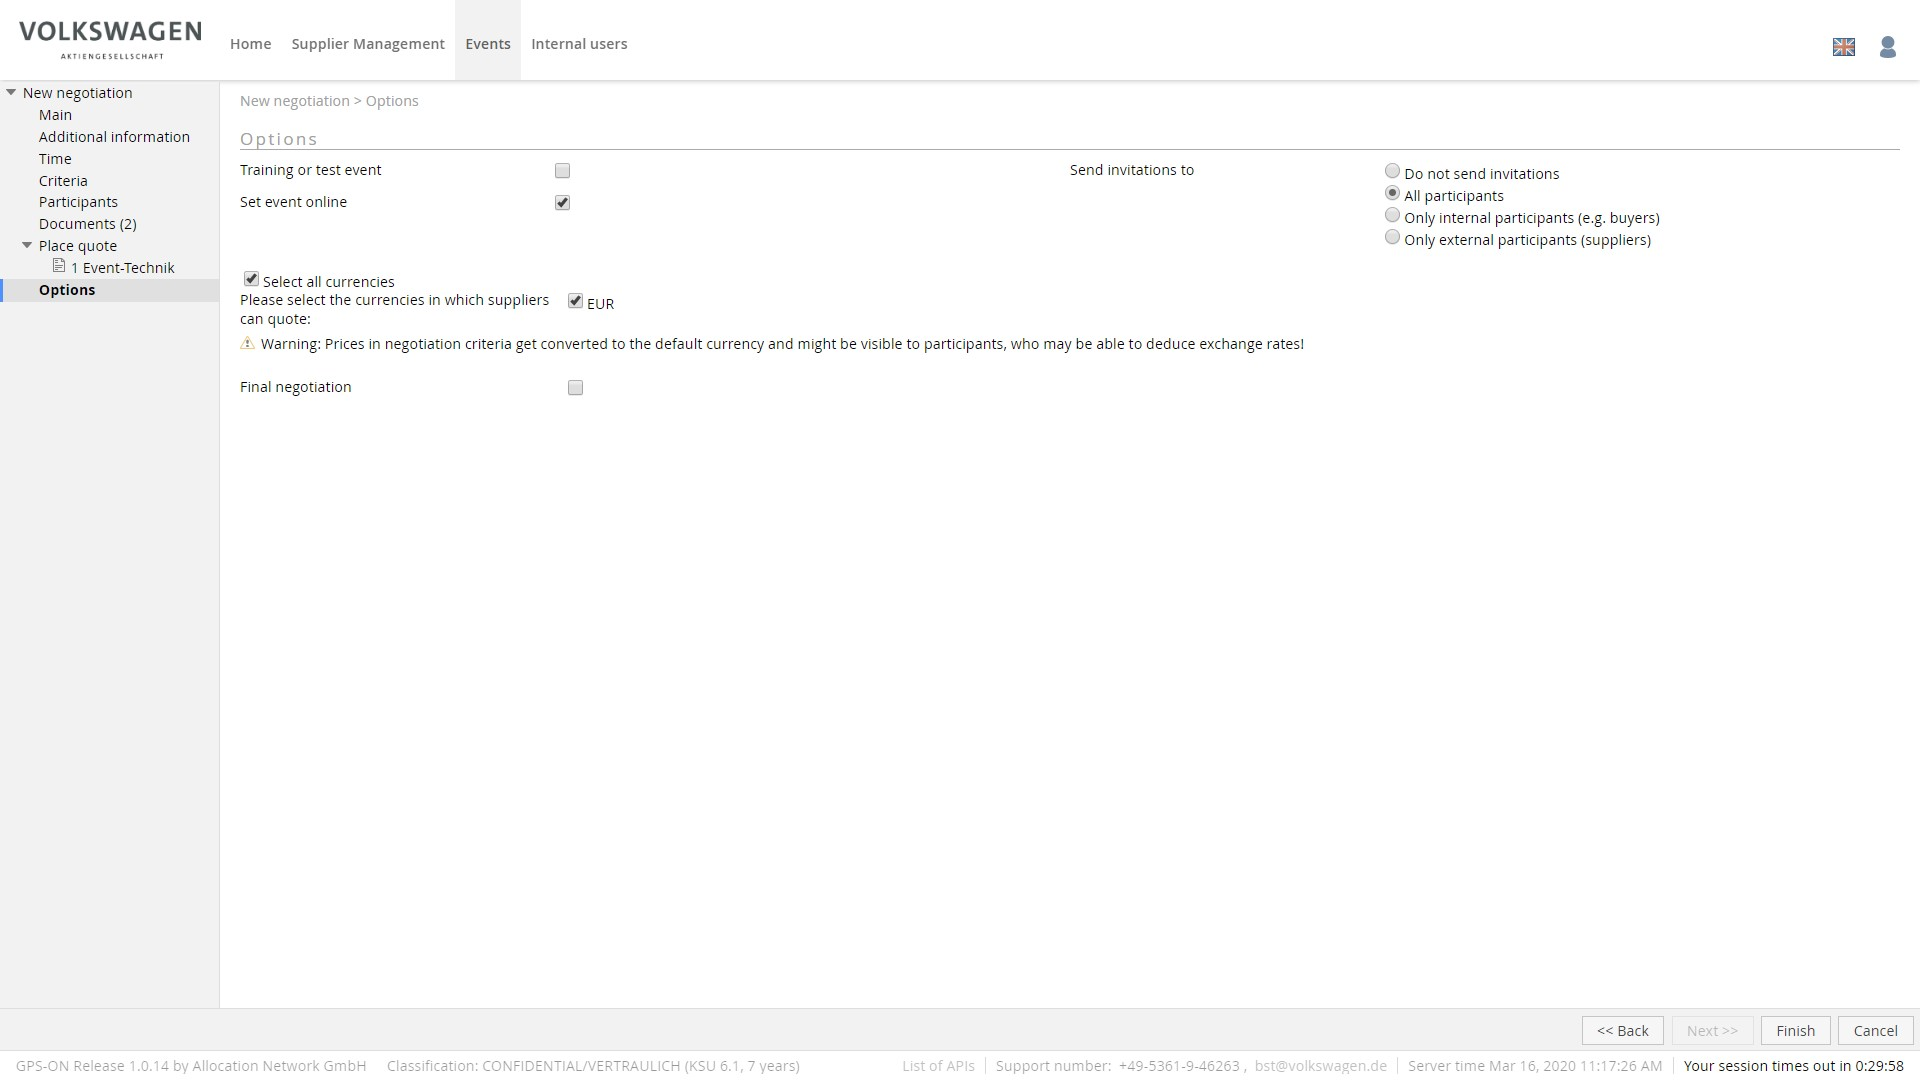 VOLKSWAGEN
AKTIENGESELLSCHAFT
Home Supplier Management Events Internal users
New negotiation
Main
Additional information
Time
Criteria
Participants
Documents (2)
Place quote
1 Event-Technik
Options
New negotiation > Options
Options
Training or test event
Set event online
Send invitations to
Do not send invitations
All participants
Only internal participants (e.g. buyers)
Only external participants (suppliers)
Select all currencies
Please select the currencies in which suppliers
can quote:
EUR
Warning: Prices in negotiation criteria get converted to the default currency and might be visible to participants, who may be able to deduce exchange rates!
Final negotiation
<< Back Next >> Finish Cancel
GPS-ON Release 1.0.14 by Allocation Network GmbH Classification: CONFIDENTIAL/VERTRAULICH (KSU 6.1, 7 years) List of APIs Support number: +49-5361-9-46263 , bst@volkswagen.de Server time Mar 16, 2020 11:17:26 AM Your session times out in 0:29:58